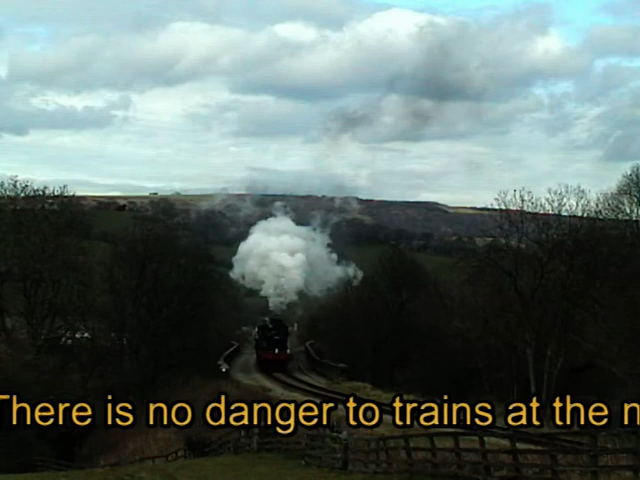 There is no danger to trains at the